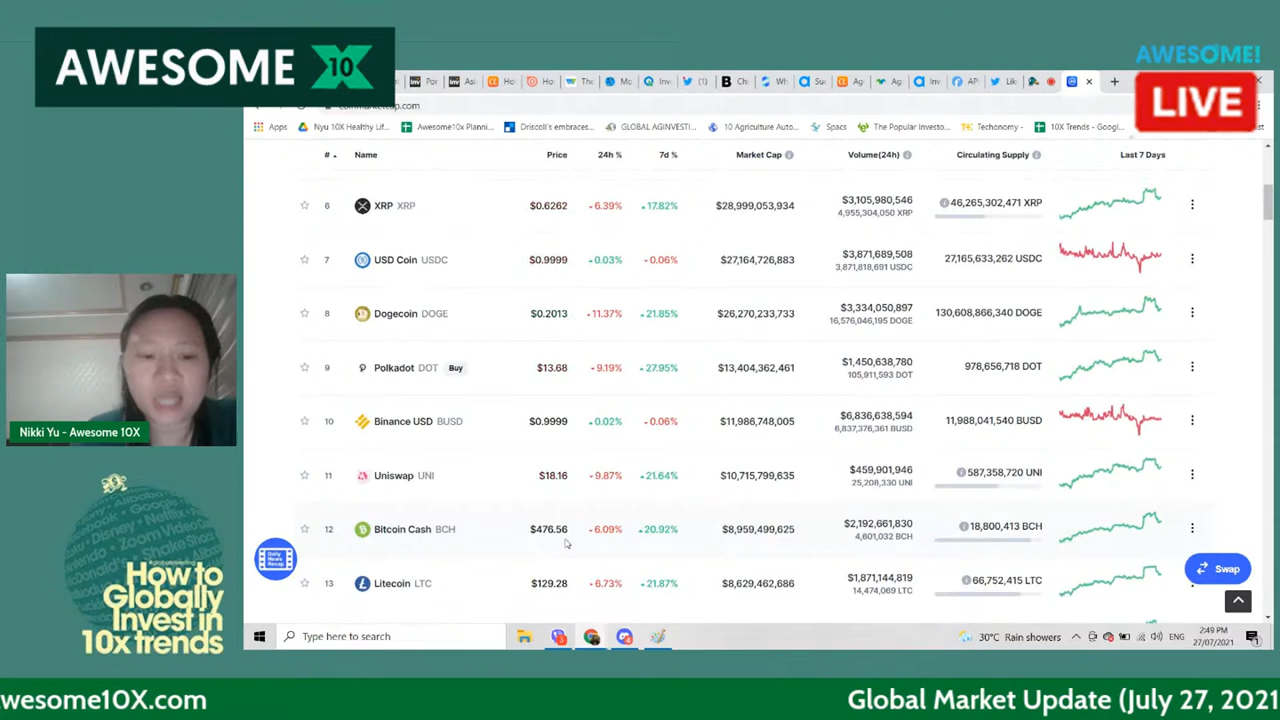 AWESOME 10X
AWESOME!
LIVE
coinmarketcap.com
Apps Nyu 10X Healthy Lif... Awesome10x Planni... Driscoll's embraces... GLOBAL AGINVESTI... 10 Agriculture Auto... Spacs The Popular Investo... Techonomy - 10X Trends - Googl...
# Name Price 24h % 7d % Market Cap Volume(24h) Circulating Supply Last 7 Days
6 XRP XRP $0.6262 6.39% 17.82% $28,999,053,934 $3,105,980,546 46,265,302,471 XRP
4,955,304,050 XRP
7 USD Coin USDC $0.9999 0.03% 0.06% $27,164,726,883 $3,871,689,508 27,165,633,262 USDC
3,871,818,691 USDC
8 Dogecoin DOGE $0.2013 11.37% 21.85% $26,270,233,733 $3,334,050,897 130,608,866,340 DOGE
16,576,046,195 DOGE
9 Polkadot DOT Buy $13.68 9.19% 27.95% $13,404,362,461 $1,450,638,780 978,656,718 DOT
105,911,593 DOT
10 Binance USD BUSD $0.9999 0.02% 0.06% $11,986,748,005 $6,836,638,594 11,988,041,540 BUSD
6,837,376,361 BUSD
11 Uniswap UNI $18.16 9.87% 21.64% $10,715,799,635 $459,901,946 587,358,720 UNI
25,208,330 UNI
12 Bitcoin Cash BCH $476.56 6.09% 20.92% $8,959,499,625 $2,192,661,830 18,800,413 BCH
4,601,032 BCH
13 Litecoin LTC $129.28 6.73% 21.87% $8,629,462,686 $1,871,144,819 66,752,415 LTC
14,474,069 LTC
Daily News Recap
Swap
Nikki Yu - Awesome 10X
How to
Globally
Invest in
10x trends
Type here to search
30°C Rain showers ENG 2:49 PM
27/07/2021
wesome10X.com
Global Market Update (July 27, 2021